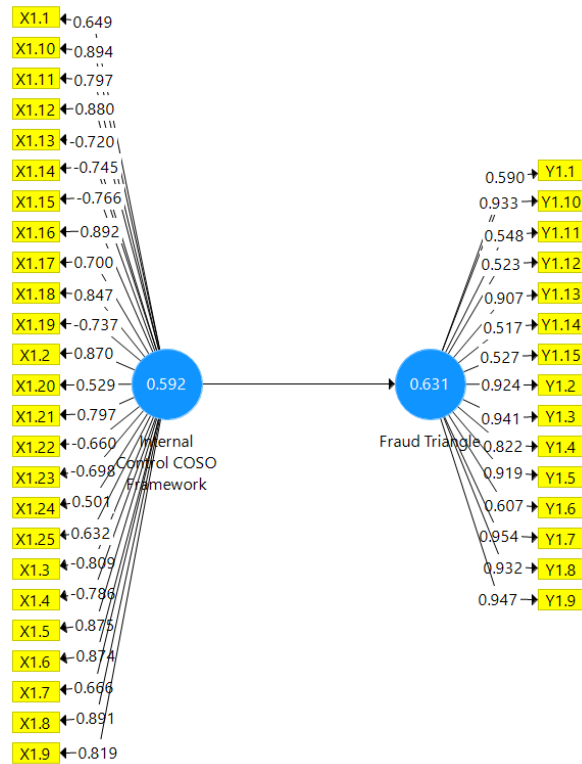 X1.1 0.649
X1.10 0.894
X1.11 0.797
X1.12 0.880
X1.13 -0.720
X1.14 -0.745
X1.15 -0.766
X1.16 0.892
X1.17 0.700
X1.18 0.847
X1.19 -0.737
X1.2 0.870
X1.20 0.529
X1.21 0.797
X1.22 -0.660
X1.23 -0.698
X1.24 0.501
X1.25 0.632
X1.3 -0.809
X1.4 -0.786
X1.5 0.875
X1.6 0.874
X1.7 0.666
X1.8 0.891
X1.9 0.819
0.592
Internal
Control COSO
Framework
0.631
Fraud Triangle
0.590 Y1.1
0.933 Y1.10
0.548 Y1.11
0.523 Y1.12
0.907 Y1.13
0.517 Y1.14
0.527 Y1.15
0.924 Y1.2
0.941 Y1.3
0.822 Y1.4
0.919 Y1.5
0.607 Y1.6
0.954 Y1.7
0.932 Y1.8
0.947 Y1.9